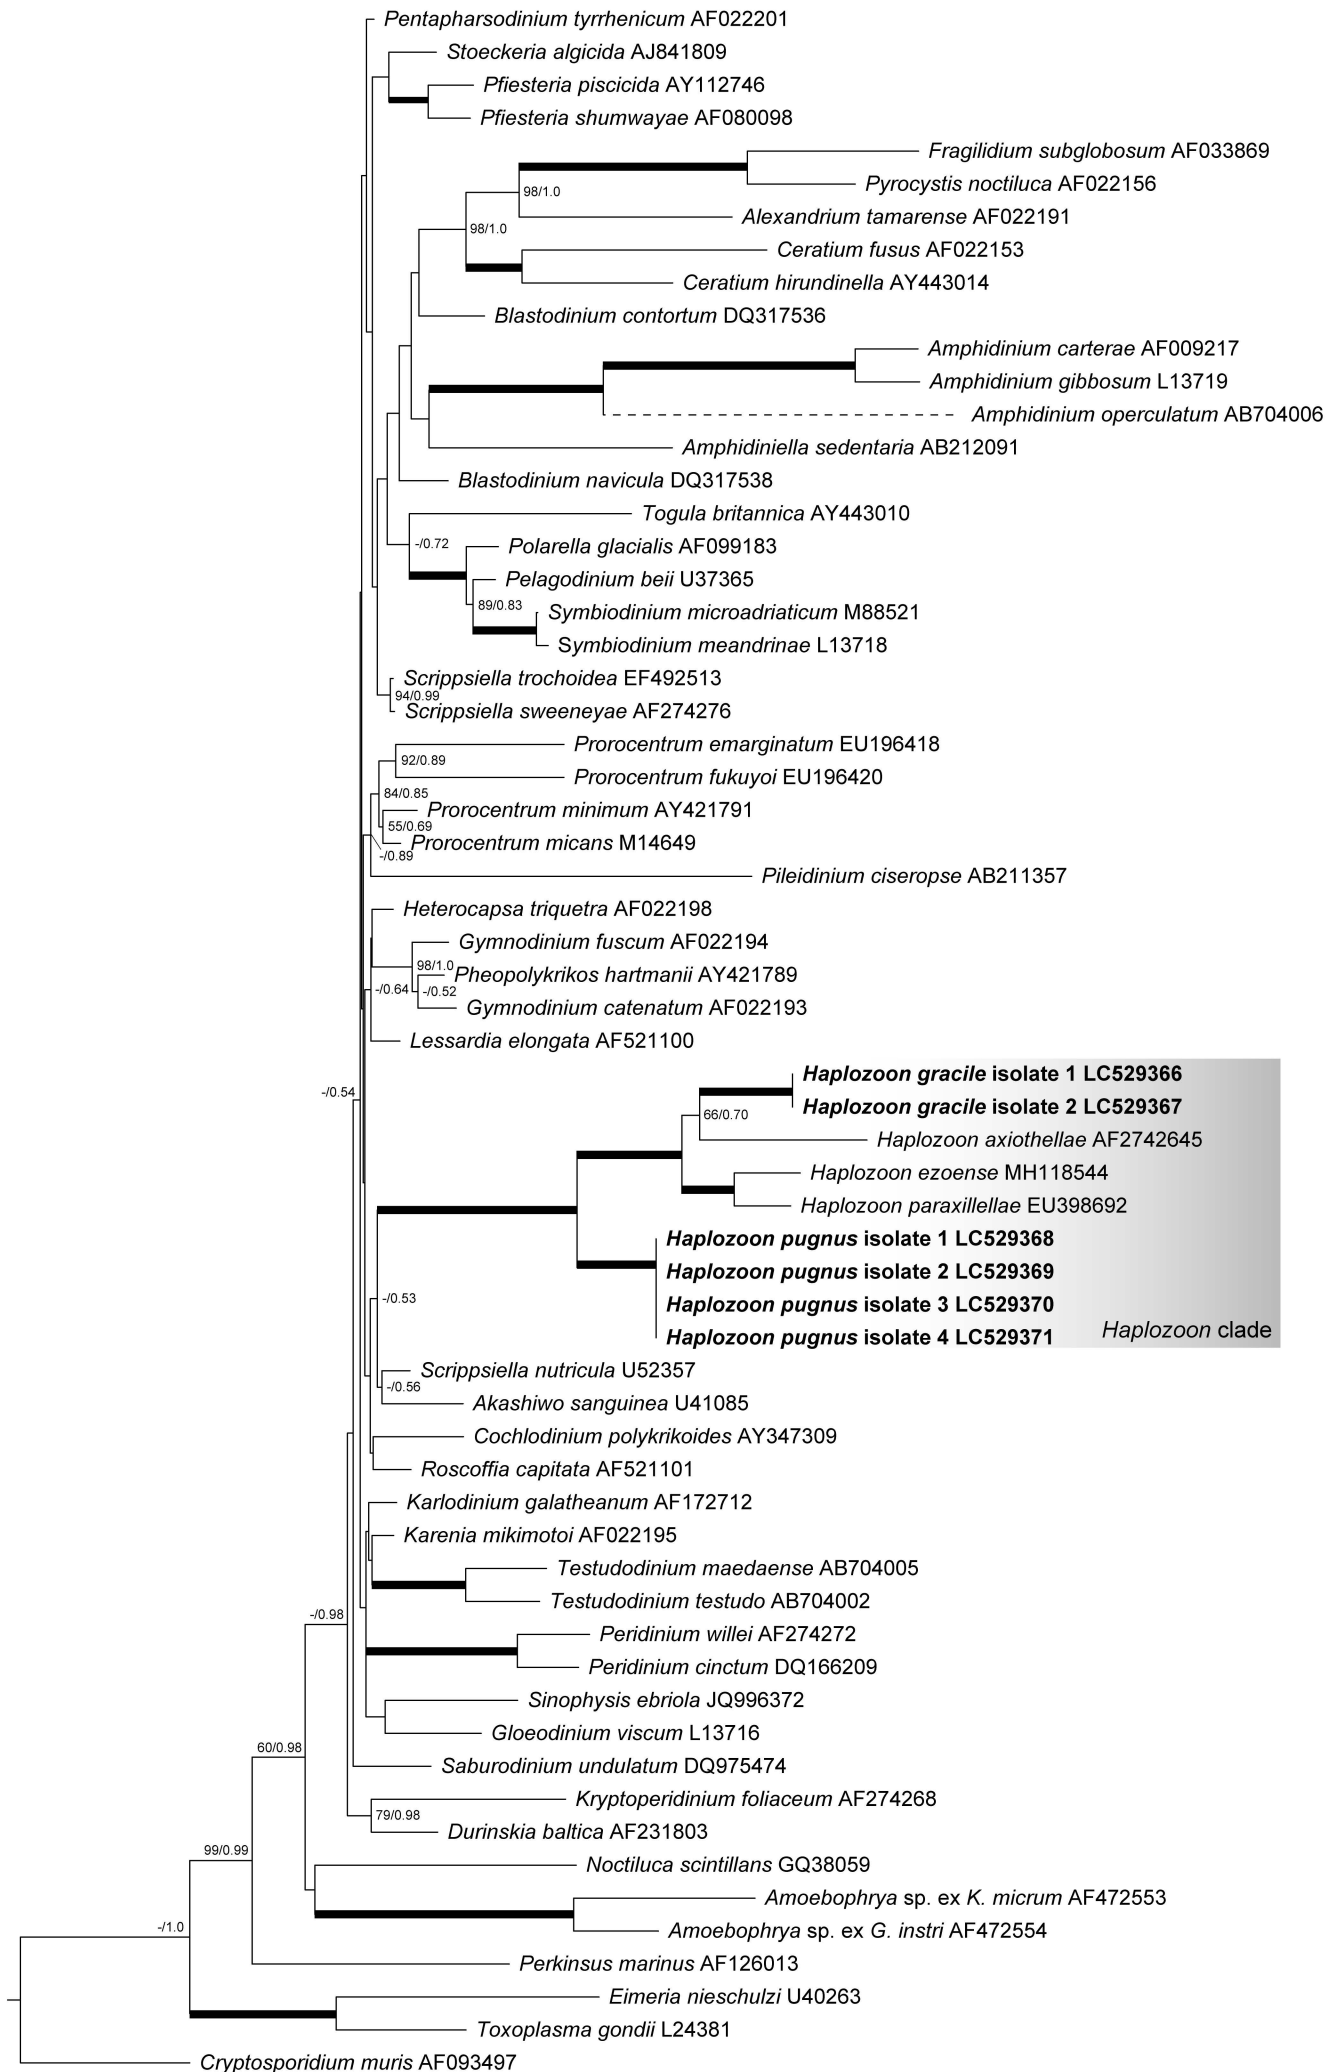 Pentapharsodinium tyrrhenicum AF022201
Stoeckeria algicida AJ841809
Pfiesteria piscicida AY112746
Pfiesteria shumwayae AF080098
Fragilidium subglobosum AF033869
Pyrocystis noctiluca AF022156
98/1.0
Alexandrium tamarense AF022191
98/1.0
Ceratium fusus AF022153
Ceratium hirundinella AY443014
Blastodinium contortum DQ317536
Amphidinium carterae AF009217
Amphidinium gibbosum L13719
Amphidinium operculatum AB704006
Amphidiniella sedentaria AB212091
Blastodinium navicula DQ317538
Togula britannica AY443010
-/0.72
Polarella glacialis AF099183
Pelagodinium beii U37365
89/0.83
Symbiodinium microadriaticum M88521
Symbiodinium meandrinae L13718
Scrippsiella trochoidea EF492513
94/0.99
Scrippsiella sweeneyae AF274276
Prorocentrum emarginatum EU196418
92/0.89
Prorocentrum fukuyoi EU196420
84/0.85
Prorocentrum minimum AY421791
55/0.69
Prorocentrum micans M14649
-/0.89
Pileidinium ciseropse AB211357
Heterocapsa triquetra AF022198
Gymnodinium fuscum AF022194
98/1.0
Pheopolykrikos hartmanii AY421789
-/0.64
-/0.52
Gymnodinium catenatum AF022193
Lessardia elongata AF521100
Haplozoon gracile isolate 1 LC529366
-/0.54
Haplozoon gracile isolate 2 LC529367
66/0.70
Haplozoon axiothellae AF2742645
Haplozoon ezoense MH118544
Haplozoon paraxillellae EU398692
Haplozoon pugnus isolate 1 LC529368
Haplozoon pugnus isolate 2 LC529369
-/0.53
Haplozoon pugnus isolate 3 LC529370
Haplozoon pugnus isolate 4 LC529371
Haplozoon clade
Scrippsiella nutricula U52357
-/0.56
Akashiwo sanguinea U41085
Cochlodinium polykrikoides AY347309
Roscoffia capitata AF521101
Karlodinium galatheanum AF172712
Karenia mikimotoi AF022195
Testudodinium maedaense AB704005
Testudodinium testudo AB704002
-/0.98
Peridinium willei AF274272
Peridinium cinctum DQ166209
Sinophysis ebriola JQ996372
Gloeodinium viscum L13716
60/0.98
Saburodinium undulatum DQ975474
Kryptoperidinium foliaceum AF274268
79/0.98
Durinskia baltica AF231803
99/0.99
Noctiluca scintillans GQ38059
Amoebophrya sp. ex K. micrum AF472553
-/1.0
Amoebophrya sp. ex G. instri AF472554
Perkinsus marinus AF126013
Eimeria nieschulzi U40263
Toxoplasma gondii L24381
Cryptosporidium muris AF093497